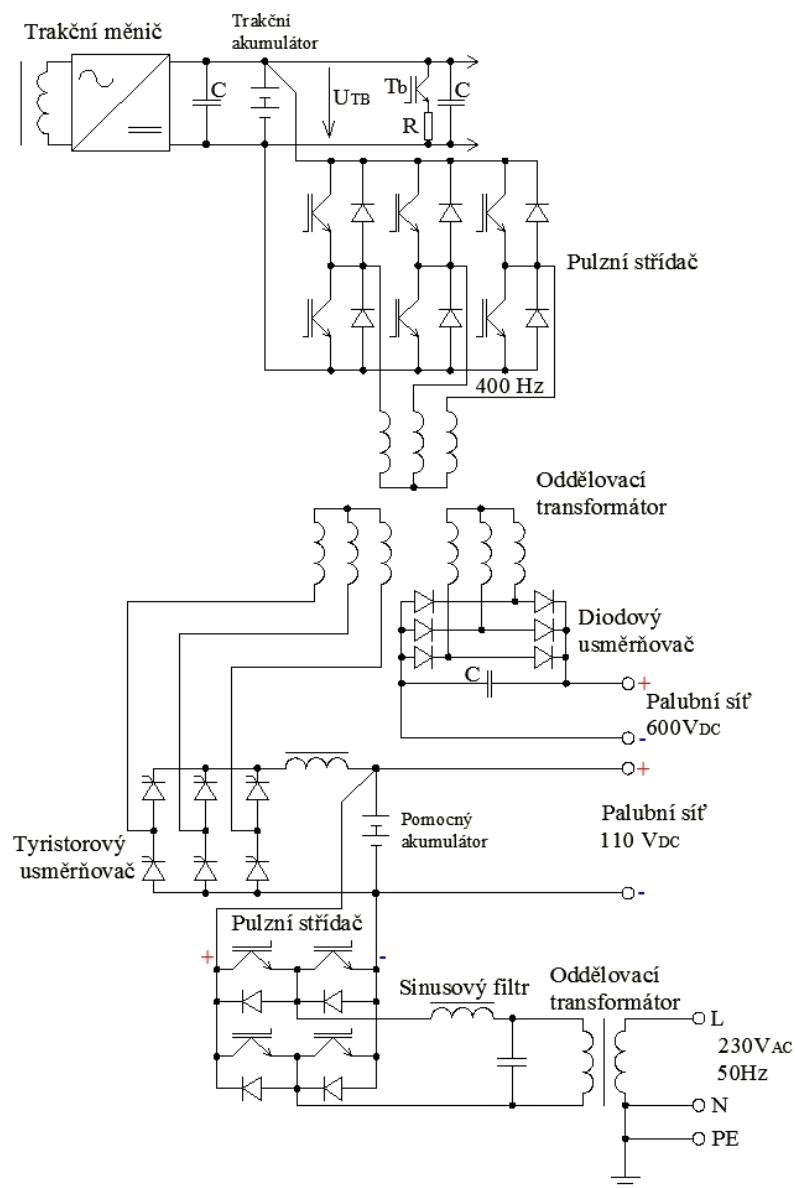 Trakční měnič
Trakční
akumulátor
C
UTB
Tb
R
C
Pulzní střídač
400 Hz
Oddělovací
transformátor
Diodový
usměrňovač
C
+
Palubní síť
600VDC
-
+
Palubní síť
110 VDC
-
Pomocný
akumulátor
Tyristorový
usměrňovač
Pulzní střídač
+
-
Sinusový filtr
Oddělovací
transformátor
L
230VAC
50Hz
N
PE